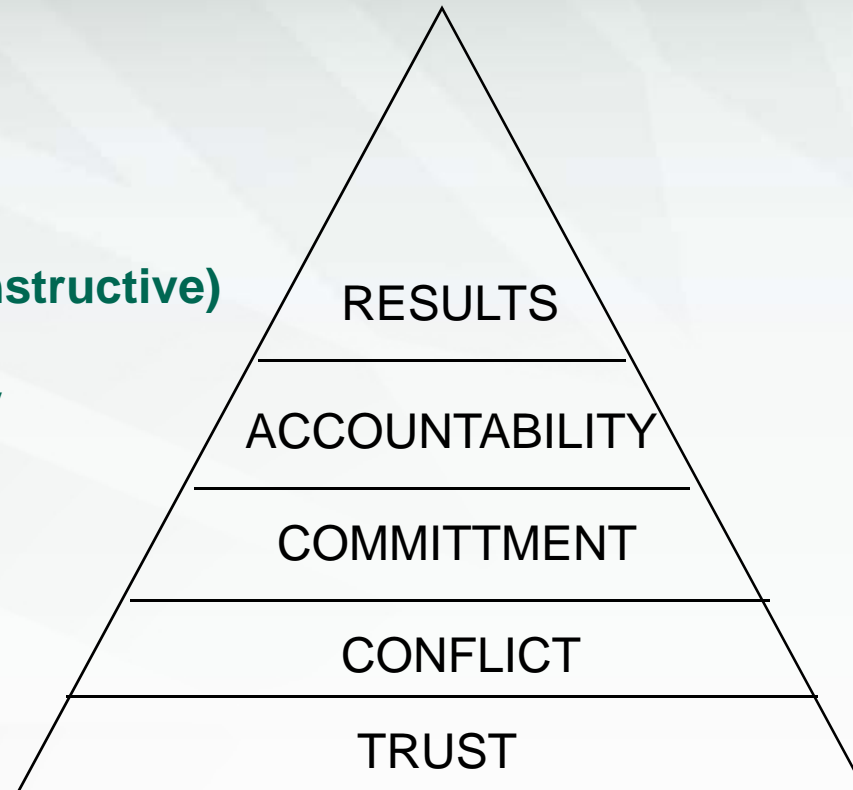 nstructive)
RESULTS
ACCOUNTABILITY
COMMITTMENT
CONFLICT
TRUST